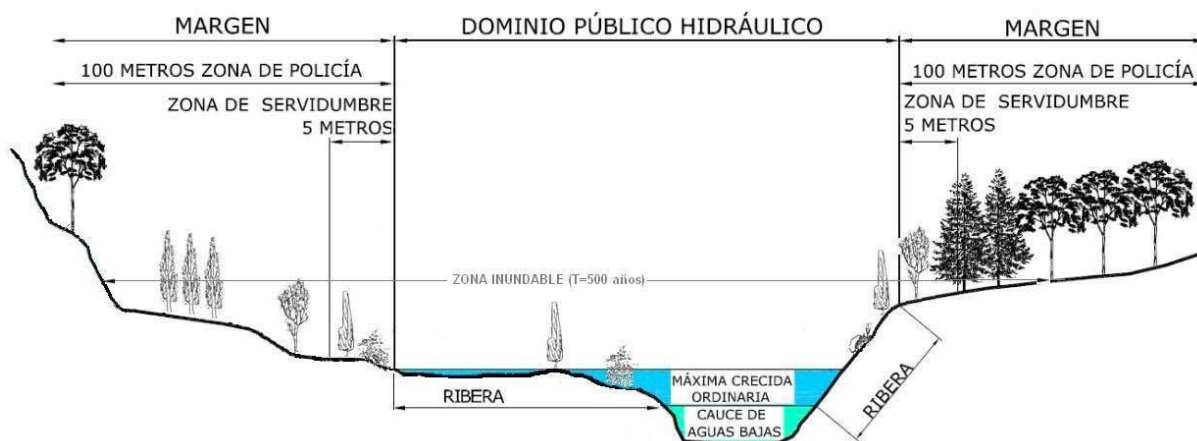 MARGEN
DOMINIO PÚBLICO HIDRÁULICO
MARGEN
100 METROS ZONA DE POLICÍA
100 METROS ZONA DE POLICÍA
ZONA DE SERVIDUMBRE
5 METROS
ZONA DE SERVIDUMBRE
5 METROS
ZONA INUNDABLE (T=500 años)
RIBERA
MÁXIMA CRECIDA
ORDINARIA
CAUCE DE
AGUAS BAJAS
RIBERA